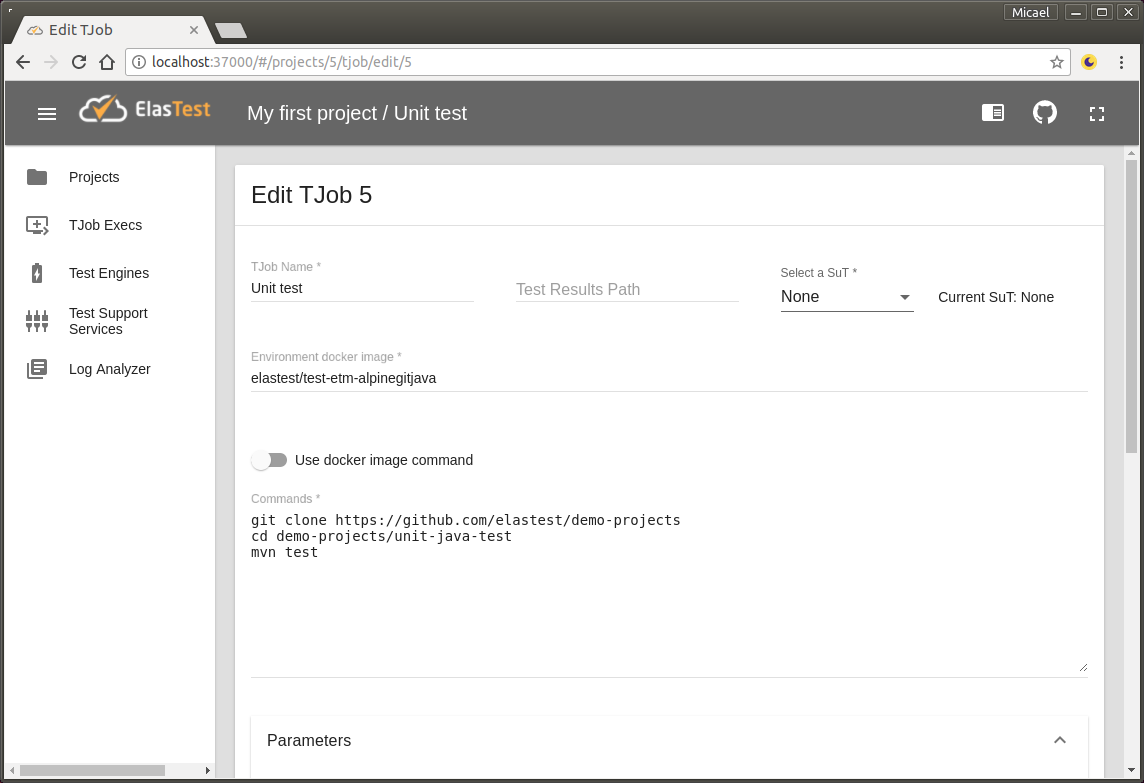 Micael
Edit TJob
localhost:37000/#/projects/5/tjob/edit/5
ElasTest
My first project / Unit test
Projects
TJob Execs
Test Engines
Test Support
Services
Log Analyzer
Edit TJob 5
TJob Name *
Unit test
Test Results Path
Select a SuT *
None
Current SuT: None
Environment docker image *
elastest/test-etm-alpinegitjava
Use docker image command
Commands *
git clone https://github.com/elastest/demo-projects
cd demo-projects/unit-java-test
mvn test
Parameters